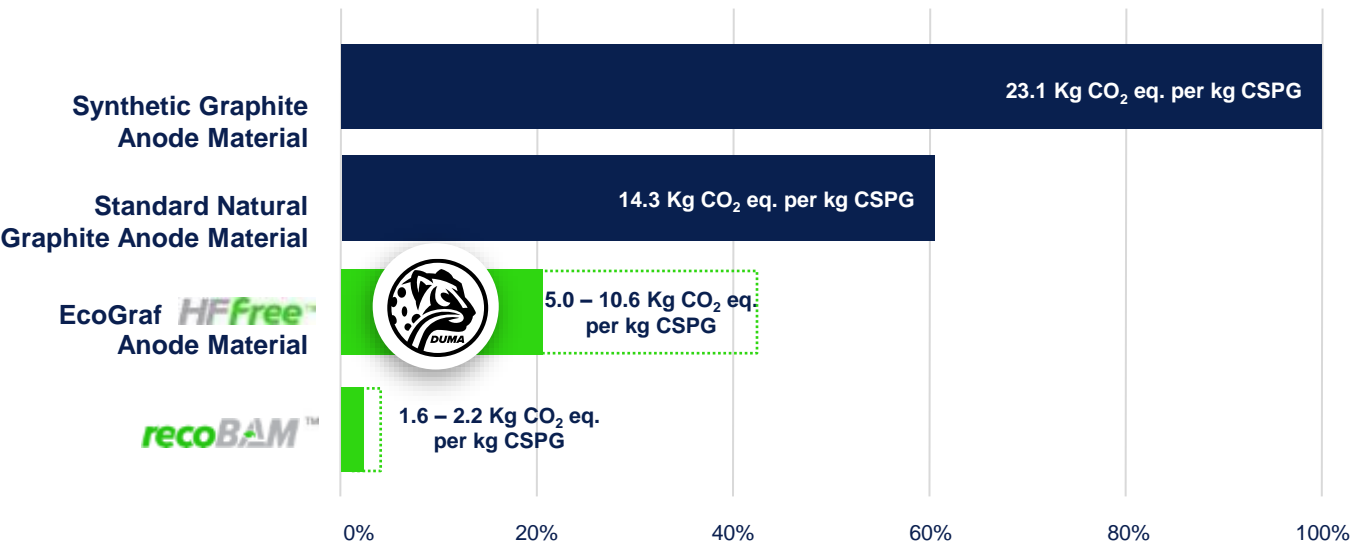 23.1 Kg CO₂ eq. per kg CSPG
Synthetic Graphite
Anode Material
14.3 Kg CO₂ eq. per kg CSPG
Standard Natural
Graphite Anode Material
5.0 – 10.6 Kg CO₂ eq.
per kg CSPG
EcoGraf HFfree™
Anode Material
DUMA
1.6 – 2.2 Kg CO₂ eq.
per kg CSPG
recoBAM™
0% 20% 40% 60% 80% 100%